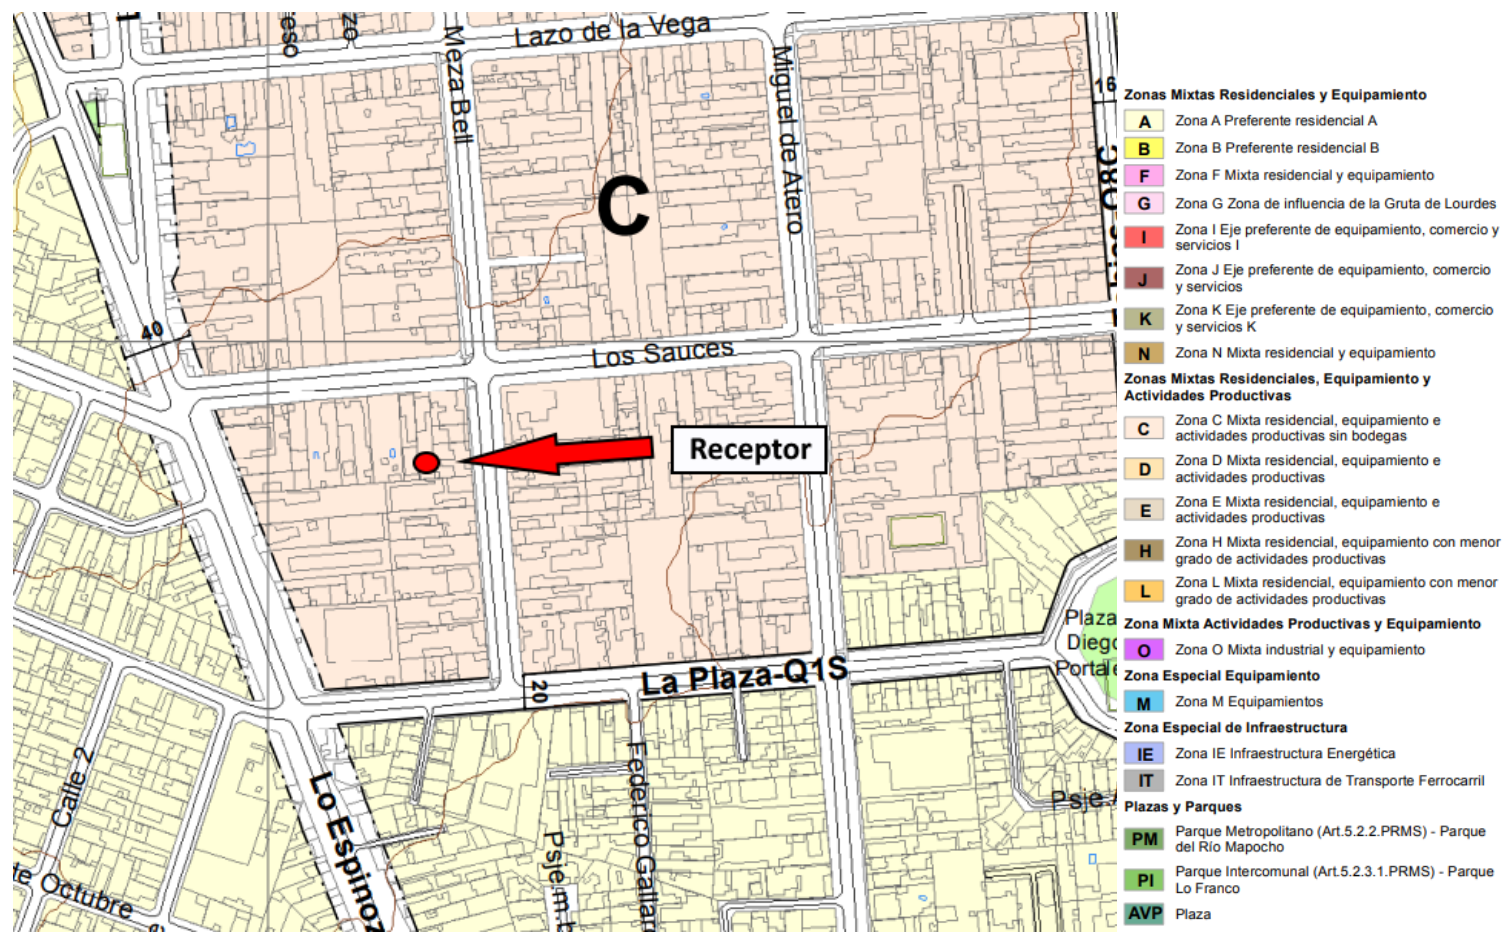 Lazo de la Vega
Meza Bell
Miguel de Atero
16
C
40
Los Sauces
Receptor
Plaza
Diego
Portale
La Plaza-Q1S
20
Calle 2
Lo Espinoz
Federico Gallar
Psje.m.b
Psje.
te Octubre
Zonas Mixtas Residenciales y Equipamiento
A Zona A Preferente residencial A
B Zona B Preferente residencial B
F Zona F Mixta residencial y equipamiento
G Zona G Zona de influencia de la Gruta de Lourdes
I Zona I Eje preferente de equipamiento, comercio y
servicios I
J Zona J Eje preferente de equipamiento, comercio
y servicios
K Zona K Eje preferente de equipamiento, comercio
y servicios K
N Zona N Mixta residencial y equipamiento
Zonas Mixtas Residenciales, Equipamiento y
Actividades Productivas
C Zona C Mixta residencial, equipamiento e
actividades productivas sin bodegas
D Zona D Mixta residencial, equipamiento e
actividades productivas
E Zona E Mixta residencial, equipamiento e
actividades productivas
H Zona H Mixta residencial, equipamiento con menor
grado de actividades productivas
L Zona L Mixta residencial, equipamiento con menor
grado de actividades productivas
Zona Mixta Actividades Productivas y Equipamiento
O Zona O Mixta industrial y equipamiento
Zona Especial Equipamiento
M Zona M Equipamientos
Zona Especial de Infraestructura
IE Zona IE Infraestructura Energética
IT Zona IT Infraestructura de Transporte Ferrocarril
Plazas y Parques
PM Parque Metropolitano (Art.5.2.2.PRMS) - Parque
del Río Mapocho
PI Parque Intercomunal (Art.5.2.3.1.PRMS) - Parque
Lo Franco
AVP Plaza